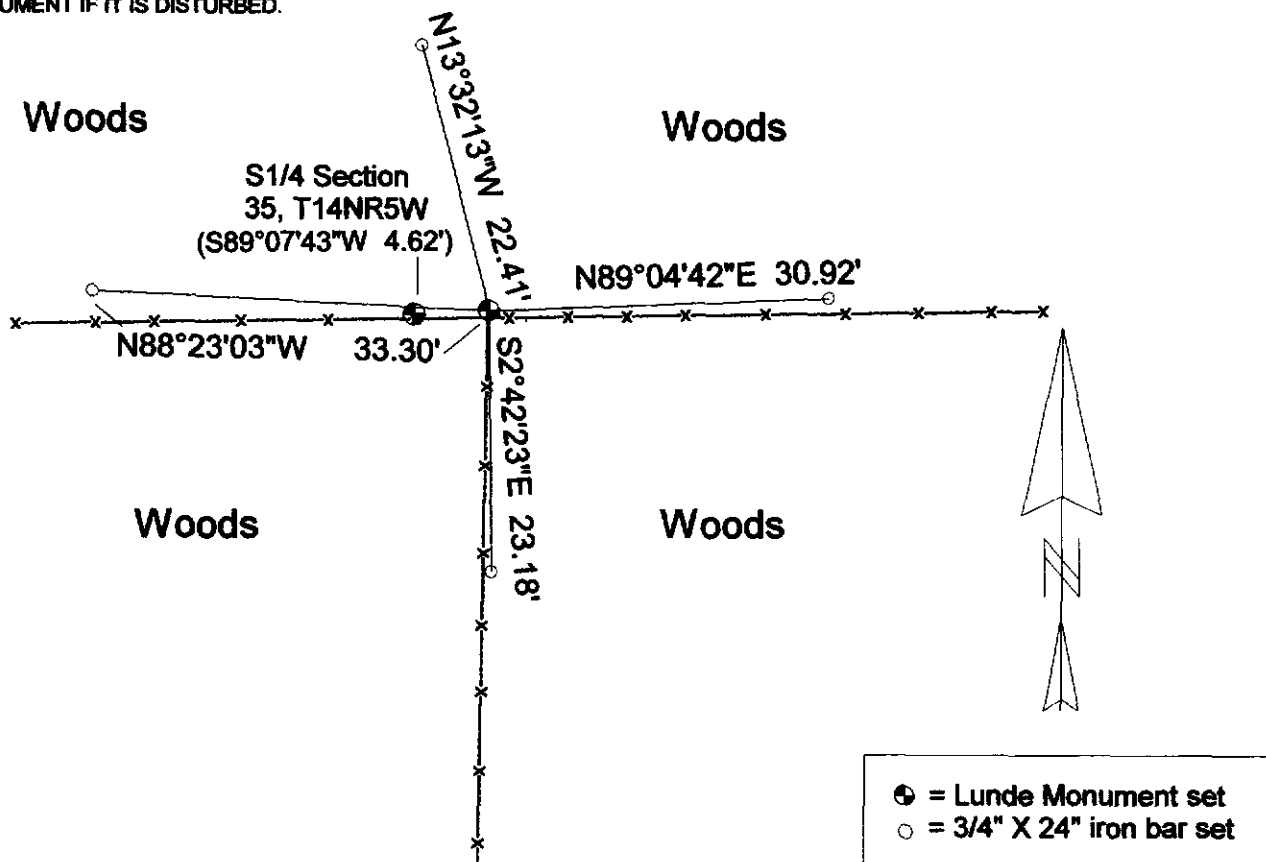 UMENT IF IT IS DISTURBED.
Woods
N13°32'13"W 22.41'
Woods
S1/4 Section
35, T14NR5W
(S89°07'43"W 4.62')
N89°04'42"E 30.92'
N88°23'03"W 33.30'
S2°42'23"E 23.18'
Woods
Woods
N
= Lunde Monument set
= 3/4" X 24" iron bar set